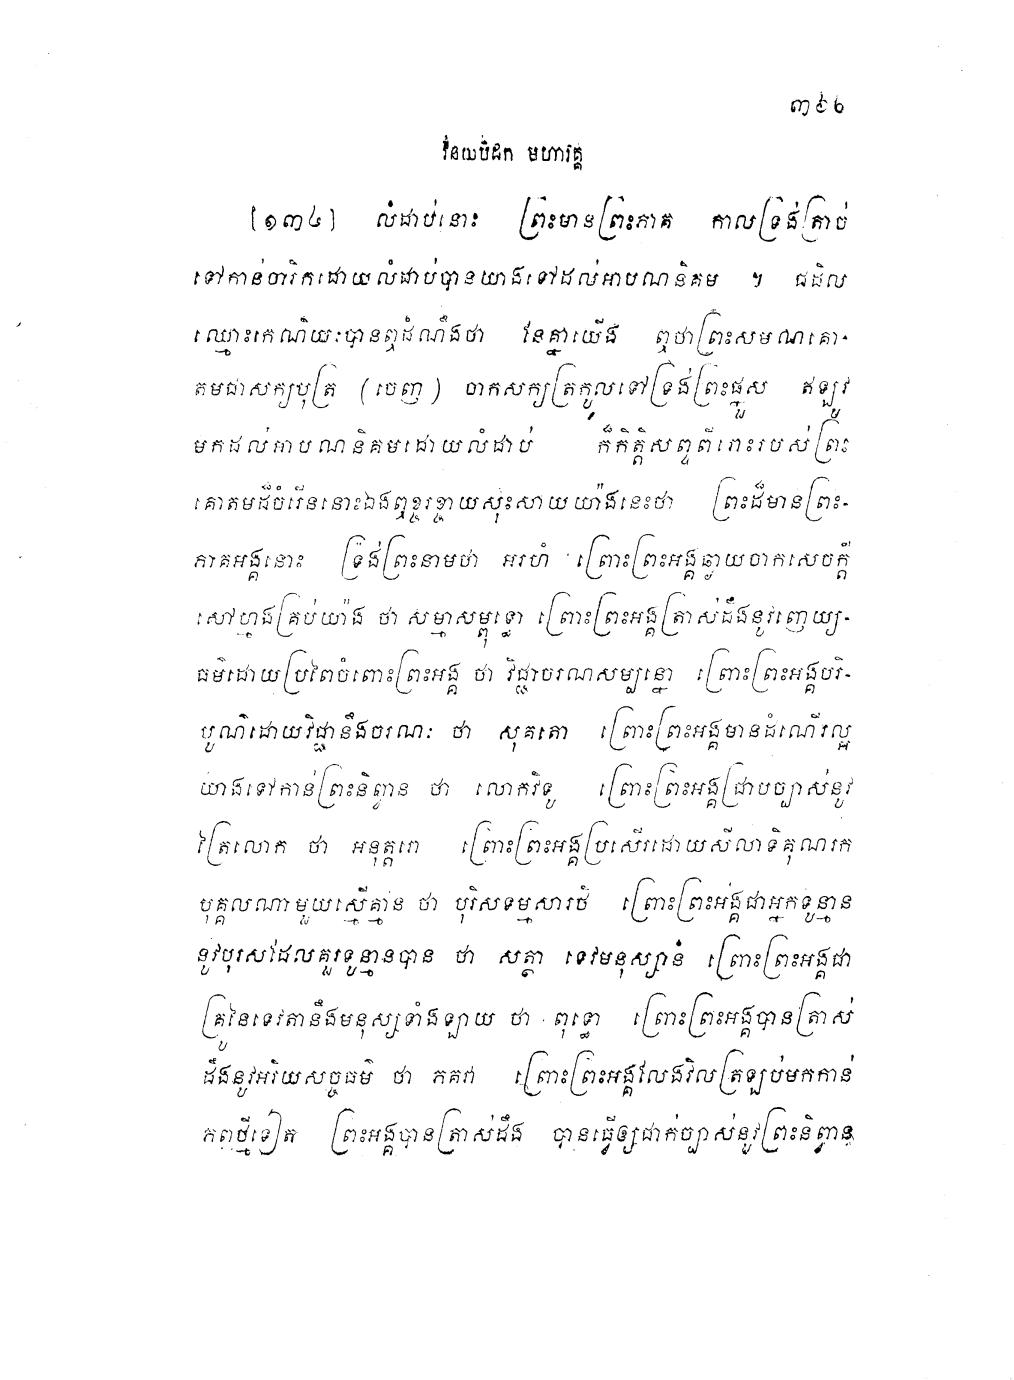 ៣៩៦
វិនយបិដក មហាវគ្គ
[១៣៤] លំដាប់នោះ ព្រះមានព្រះភាគ កាលទ្រង់ត្រាច់
ទៅកាន់ចារិកដោយលំដាប់បានយាងទៅដល់អាបណនិគម ។ ជដិល
ឈ្មោះកេណិយៈបានឮដំណឹងថា នែគ្នាយើង ឮថាព្រះសមណគោ-
តមជាសក្យបុត្រ (ចេញ) ចាកសក្យត្រកូលទៅទ្រង់ព្រះផ្នួស ឥឡូវ
មកដល់អាបណនិគមដោយលំដាប់ ក៏កិត្តិសព្ទពីរោះរបស់ព្រះ
គោតមដ៏ចំរើននោះឯងឮខ្ចរខ្ចាយសុះសាយយ៉ាងនេះថា ព្រះដ៏មានព្រះ-
ភាគអង្គនោះ ទ្រង់ព្រះនាមថា អរហំ ព្រោះព្រះអង្គឆ្ងាយចាកសេចក្តី
សៅហ្មងគ្រប់យ៉ាង ថា សម្មាសម្ពុទ្ធោ ព្រោះព្រះអង្គត្រាស់ដឹងនូវញេយ្យ-
ធម៌ដោយប្រពៃចំពោះព្រះអង្គ ថា វិជ្ជាចរណសម្បន្នោ ព្រោះព្រះអង្គបរិ-
បូណ៌ដោយវិជ្ជានឹងចរណៈ ថា សុគតោ ព្រោះព្រះអង្គមានដំណើរល្អ
យាងទៅកាន់ព្រះនិព្វាន ថា លោកវិទូ ព្រោះព្រះអង្គជ្រាបច្បាស់នូវ
ត្រៃលោក ថា អនុត្តរោ ព្រោះព្រះអង្គប្រសើរដោយសីលាទិគុណរក
បុគ្គលណាមួយស្មើគ្មាន ថា បុរិសទម្មសារថិ ព្រោះព្រះអង្គជាអ្នកទូន្មាន
នូវបុរសដែលគួរទូន្មានបាន ថា សត្ថា ទេវមនុស្សានំ ព្រោះព្រះអង្គជា
គ្រូនៃទេវតានឹងមនុស្សទាំងឡាយ ថា ពុទ្ធោ ព្រោះព្រះអង្គបានត្រាស់
ដឹងនូវអរិយសច្ចធម៌ ថា ភគវា ព្រោះព្រះអង្គលែងវិលត្រឡប់មកកាន់
ភពថ្មីទៀត ព្រះអង្គបានត្រាស់ដឹង បានធ្វើឲ្យជាក់ច្បាស់នូវព្រះនិព្វាន